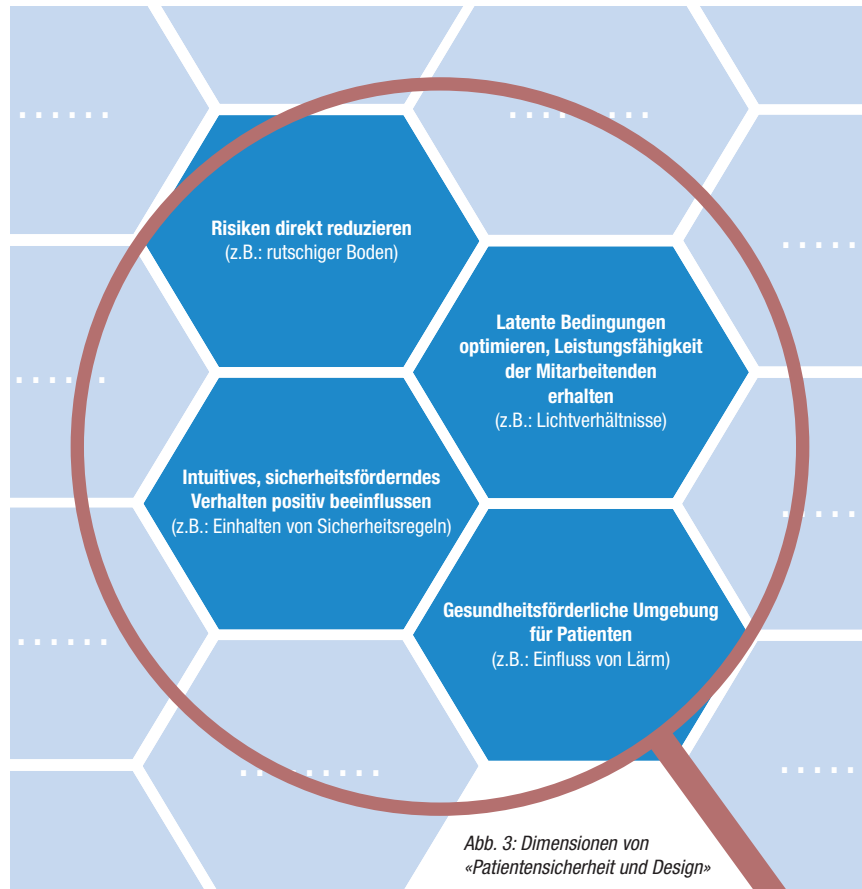 Risiken direkt reduzieren
(z.B.: rutschiger Boden)
Latente Bedingungen
optimieren, Leistungsfähigkeit
der Mitarbeitenden
erhalten
(z.B.: Lichtverhältnisse)
Intuitives, sicherheitsförderndes
Verhalten positiv beeinflussen
(z.B.: Einhalten von Sicherheitsregeln)
Gesundheitsförderliche Umgebung
für Patienten
(z.B.: Einfluss von Lärm)
Abb. 3: Dimensionen von
«Patientensicherheit und Design»